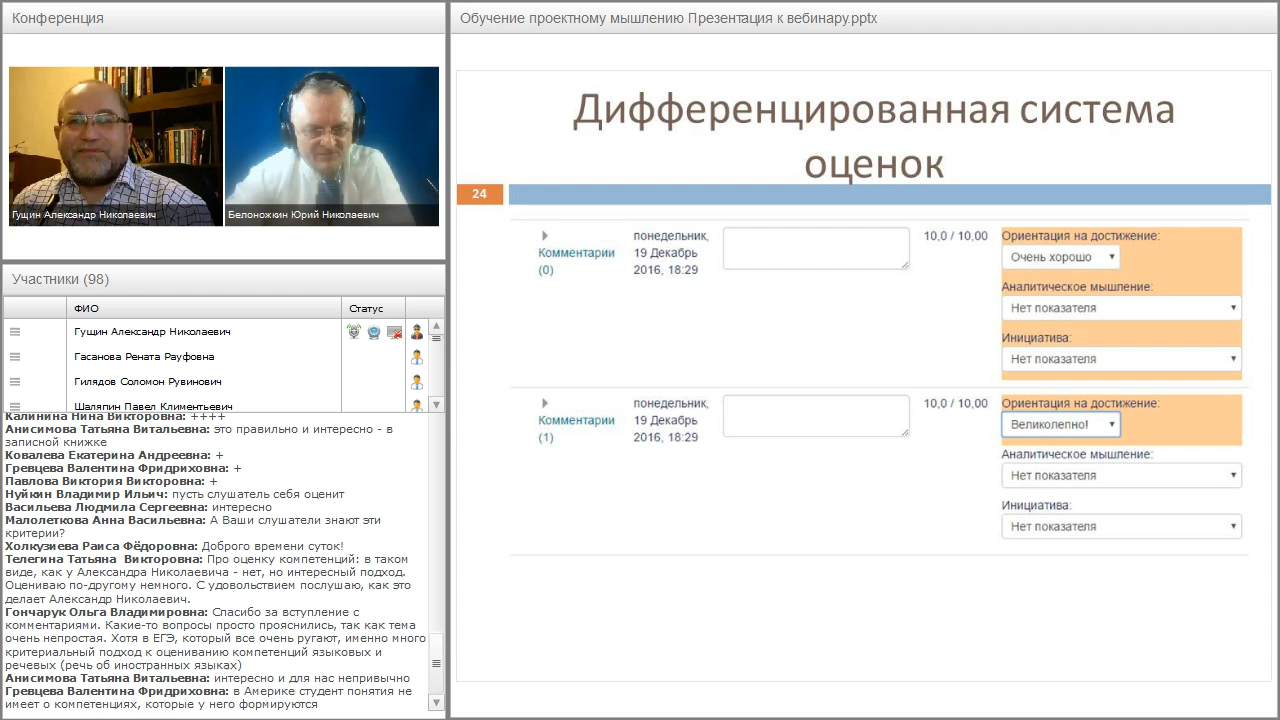 Конференция
Гущин Александр Николаевич
Белоножкин Юрий Николаевич
Участники (98)
ФИО Статус
Гущин Александр Николаевич
Гасанова Рената Рауфовна
Гилядов Соломон Рувинович
Шаляпин Павел Климентьевич
Калинина Нина Викторовна: ++++
Анисимова Татьяна Витальевна: это правильно и интересно - в
записной книжке
Ковалева Екатерина Андреевна: +
Гревцева Валентина Фридриховна: +
Павлова Виктория Викторовна: +
Нуйкин Владимир Ильич: пусть слушатель себя оценит
Васильева Людмила Сергеевна: интересно
Малолеткова Анна Васильевна: А Ваши слушатели знают эти
критерии?
Холкузиева Раиса Фёдоровна: Доброго времени суток!
Телегина Татьяна Викторовна: Про оценку компетенций: в таком
виде, как у Александра Николаевича - нет, но интересный подход.
Оцениваю по-другому немного. С удовольствием послушаю, как это
делает Александр Николаевич.
Гончарук Ольга Владимировна: Спасибо за вступление с
комментариями. Какие-то вопросы просто прояснились, так как тема
очень непростая. Хотя в ЕГЭ, который все очень ругают, именно много
критериальный подход к оцениванию компетенций языковых и
речевых (речь об иностранных языках)
Анисимова Татьяна Витальевна: интересно и для нас непривычно
Гревцева Валентина Фридриховна: в Америке студент понятия не
имеет о компетенциях, которые у него формируются
Обучение проектному мышлению Презентация к вебинару.pptx
Дифференцированная система
оценок
24
Комментарии
(0)
понедельник,
19 Декабрь
2016, 18:29
10,0 / 10,00
Ориентация на достижение:
Очень хорошо
Аналитическое мышление:
Нет показателя
Инициатива:
Нет показателя
Комментарии
(1)
понедельник,
19 Декабрь
2016, 18:29
10,0 / 10,00
Ориентация на достижение:
Великолепно!
Аналитическое мышление:
Нет показателя
Инициатива:
Нет показателя